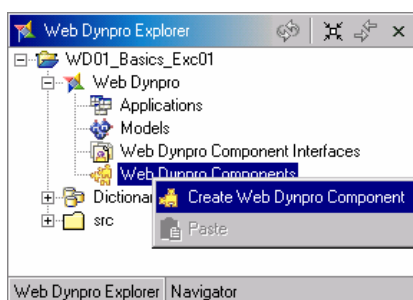 Web Dynpro Explorer
WD01_Basics_Exc01
Web Dynpro
Applications
Models
Web Dynpro Component Interfaces
Web Dynpro Components
Create Web Dynpro Component
Dictionar
src
Paste
Web Dynpro Explorer Navigator